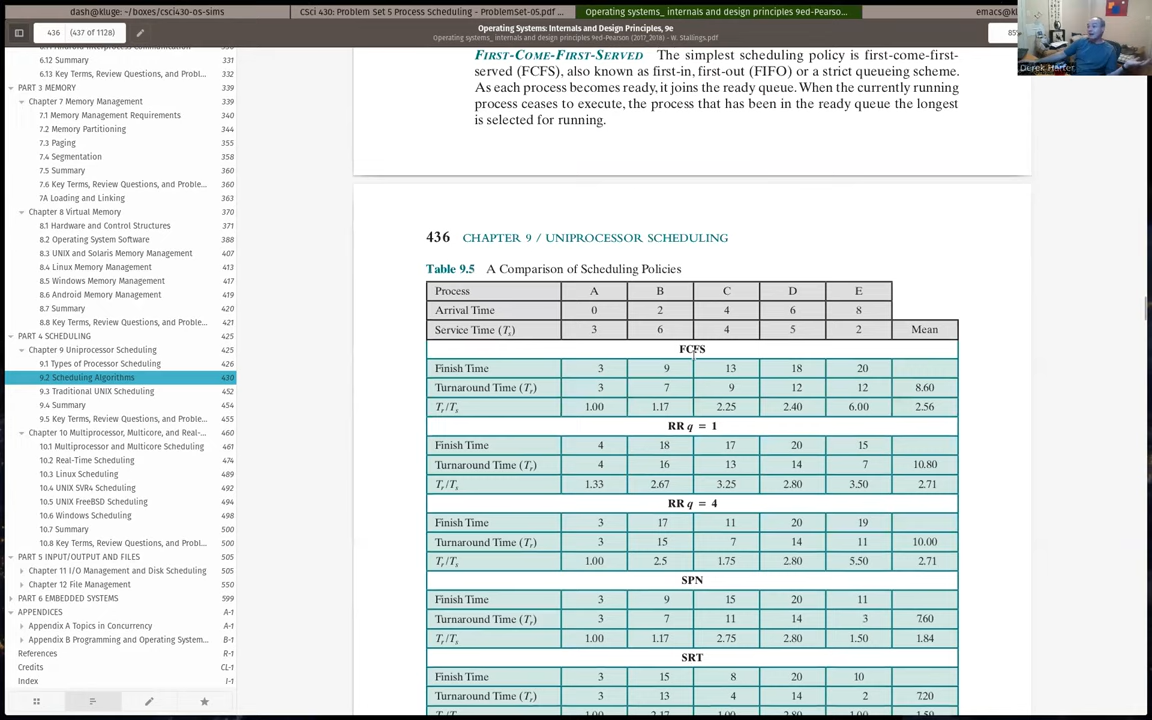 dash@kluge: ~/boxes/csci430-os-sims
CSci 430: Problem Set 5 Process Scheduling - ProblemSet-05.pdf ...
Operating systems_ internals and design principles 9ed-Pearso...
emacs@kl
436 (437 of 1128)
Operating Systems: Internals and Design Principles, 9e
Operating systems_ internals and design principles 9ed-Pearson (2017_2018) - W. Stallings.pdf
85
Derek Harter
6.12 Summary 331
6.13 Key Terms, Review Questions, and Probl... 332
PART 3 MEMORY 339
Chapter 7 Memory Management 339
7.1 Memory Management Requirements 340
7.2 Memory Partitioning 344
7.3 Paging 355
7.4 Segmentation 358
7.5 Summary 360
7.6 Key Terms, Review Questions, and Proble... 360
7A Loading and Linking 363
Chapter 8 Virtual Memory 370
8.1 Hardware and Control Structures 371
8.2 Operating System Software 388
8.3 UNIX and Solaris Memory Management 407
8.4 Linux Memory Management 413
8.5 Windows Memory Management 417
8.6 Android Memory Management 419
8.7 Summary 420
8.8 Key Terms, Review Questions, and Proble... 421
PART 4 SCHEDULING 425
Chapter 9 Uniprocessor Scheduling 425
9.1 Types of Processor Scheduling 426
9.2 Scheduling Algorithms 430
9.3 Traditional UNIX Scheduling 452
9.4 Summary 454
9.5 Key Terms, Review Questions, and Proble... 455
Chapter 10 Multiprocessor, Multicore, and Real-... 460
10.1 Multiprocessor and Multicore Scheduling 461
10.2 Real-Time Scheduling 474
10.3 Linux Scheduling 489
10.4 UNIX SVR4 Scheduling 492
10.5 UNIX FreeBSD Scheduling 494
10.6 Windows Scheduling 498
10.7 Summary 500
10.8 Key Terms, Review Questions, and Probl... 500
PART 5 INPUT/OUTPUT AND FILES 505
Chapter 11 I/O Management and Disk Scheduling 505
Chapter 12 File Management 550
PART 6 EMBEDDED SYSTEMS 599
APPENDICES A-1
Appendix A Topics in Concurrency A-1
Appendix B Programming and Operating System... B-1
References R-1
Credits CL-1
Index I-1
FIRST-COME-FIRST-SERVED The simplest scheduling policy is first-come-first-
served (FCFS), also known as first-in, first-out (FIFO) or a strict queueing scheme.
As each process becomes ready, it joins the ready queue. When the currently running
process ceases to execute, the process that has been in the ready queue the longest
is selected for running.
436 CHAPTER 9 / UNIPROCESSOR SCHEDULING
Table 9.5 A Comparison of Scheduling Policies
Process A B C D E
Arrival Time 0 2 4 6 8
Service Time (Ts) 3 6 4 5 2 Mean
FCFS
Finish Time 3 9 13 18 20
Turnaround Time (Tr) 3 7 9 12 12 8.60
Tr/Ts 1.00 1.17 2.25 2.40 6.00 2.56
RR q = 1
Finish Time 4 18 17 20 15
Turnaround Time (Tr) 4 16 13 14 7 10.80
Tr/Ts 1.33 2.67 3.25 2.80 3.50 2.71
RR q = 4
Finish Time 3 17 11 20 19
Turnaround Time (Tr) 3 15 7 14 11 10.00
Tr/Ts 1.00 2.5 1.75 2.80 5.50 2.71
SPN
Finish Time 3 9 15 20 11
Turnaround Time (Tr) 3 7 11 14 3 7.60
Tr/Ts 1.00 1.17 2.75 2.80 1.50 1.84
SRT
Finish Time 3 15 8 20 10
Turnaround Time (Tr) 3 13 4 14 2 7.20